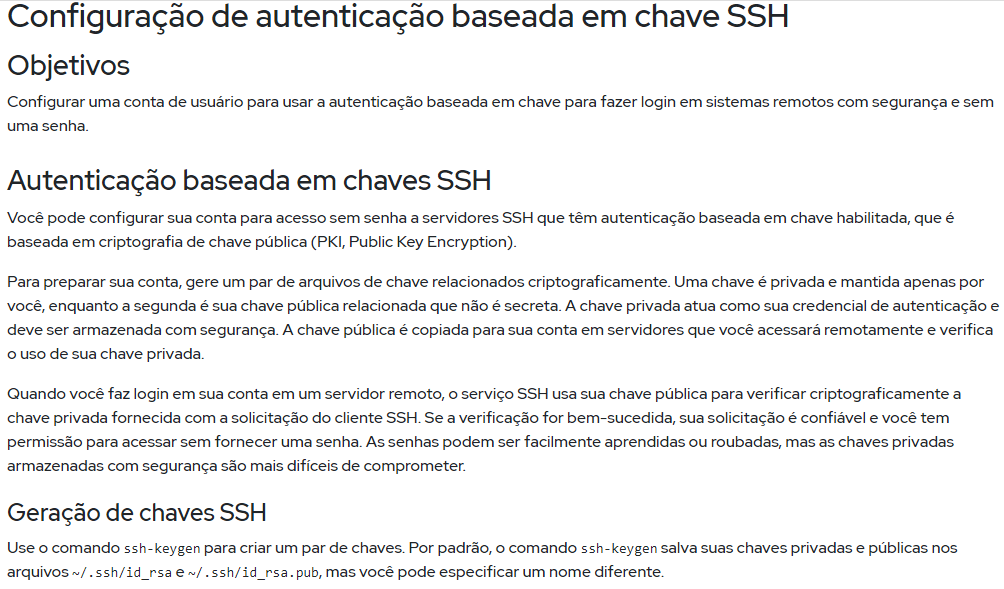 Configuração de autenticação baseada em chave SSH
Objetivos
Configurar uma conta de usuário para usar a autenticação baseada em chave para fazer login em sistemas remotos com segurança e sem
uma senha.
Autenticação baseada em chaves SSH
Você pode configurar sua conta para acesso sem senha a servidores SSH que têm autenticação baseada em chave habilitada, que é
baseada em criptografia de chave pública (PKI, Public Key Encryption).
Para preparar sua conta, gere um par de arquivos de chave relacionados criptograficamente. Uma chave é privada e mantida apenas por
você, enquanto a segunda é sua chave pública relacionada que não é secreta. A chave privada atua como sua credencial de autenticação e
deve ser armazenada com segurança. A chave pública é copiada para sua conta em servidores que você acessará remotamente e verifica
o uso de sua chave privada.
Quando você faz login em sua conta em um servidor remoto, o serviço SSH usa sua chave pública para verificar criptograficamente a
chave privada fornecida com a solicitação do cliente SSH. Se a verificação for bem-sucedida, sua solicitação é confiável e você tem
permissão para acessar sem fornecer uma senha. As senhas podem ser facilmente aprendidas ou roubadas, mas as chaves privadas
armazenadas com segurança são mais difíceis de comprometer.
Geração de chaves SSH
Use o comando ssh-keygen para criar um par de chaves. Por padrão, o comando ssh-keygen salva suas chaves privadas e públicas nos
arquivos ~/.ssh/id_rsa e ~/.ssh/id_rsa.pub, mas você pode especificar um nome diferente.